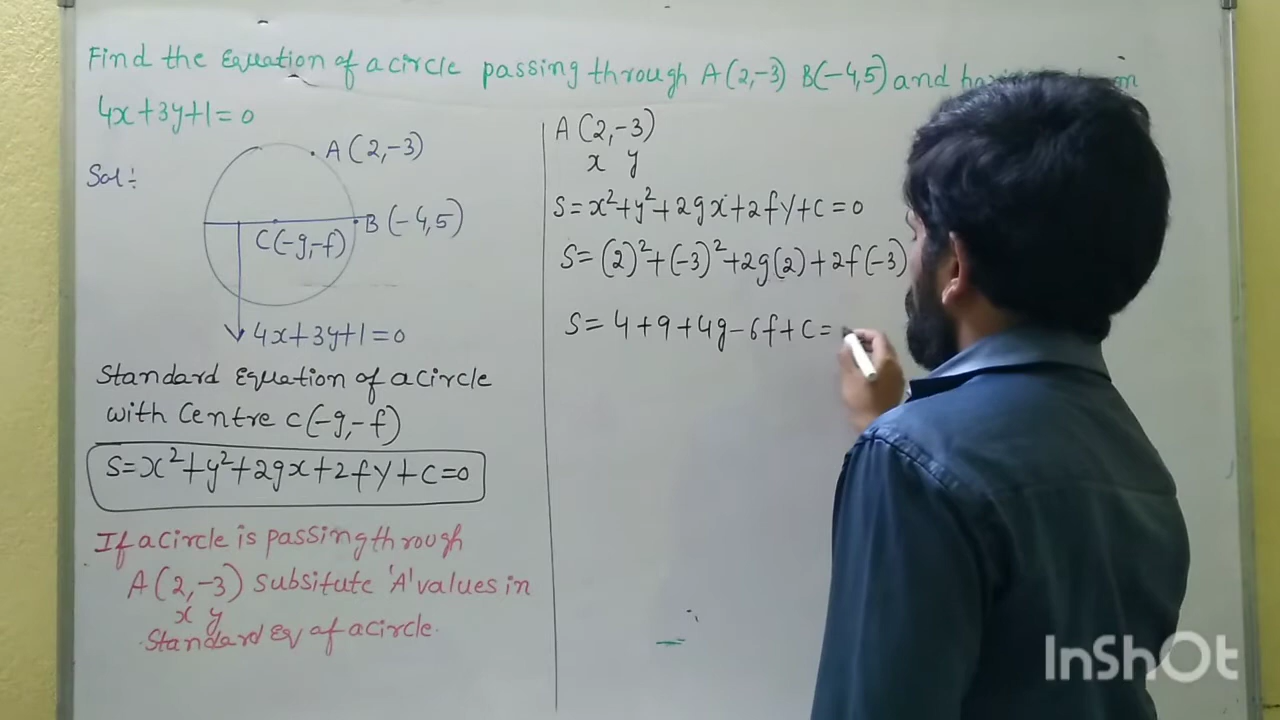 Find the Equation of a circle passing through A(2,-3) B(-4,5) and
4x+3y+1=0
Sol:
A(2,-3)
B(-4,5)
C(-g,-f)
4x+3y+1=0
Standard Equation of a circle
with Centre C(-g,-f)
S=x²+y²+2gx+2fy+c=0
If a circle is passing through
A(2,-3) subsitute 'A' values in
x y
Standard Eq of a circle.
A(2,-3)
x y
S=x²+y²+2gx+2fy+c=0
S=(2)²+(-3)²+2g(2)+2f(-3)
S=4+9+4g-6f+c=
InShOt